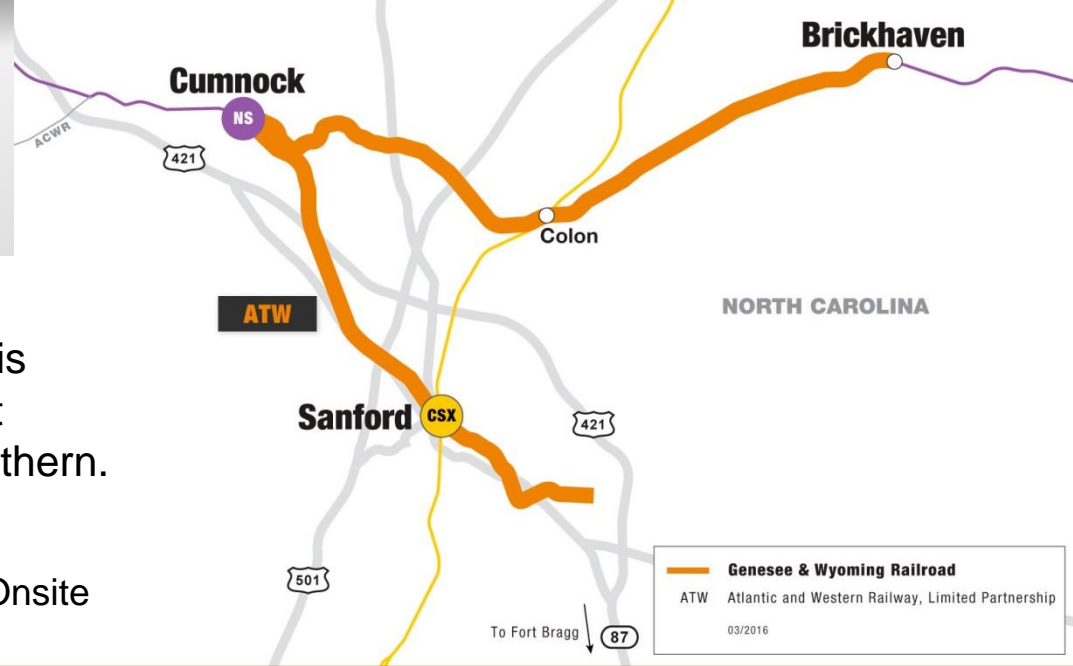 Brickhaven
Cumnock
NS
ACWR
421
Colon
NORTH CAROLINA
ATW
is
Sanford
CSX
421
thern.
501
Onsite
Genesee & Wyoming Railroad
ATW Atlantic and Western Railway, Limited Partnership
03/2016
To Fort Bragg
87